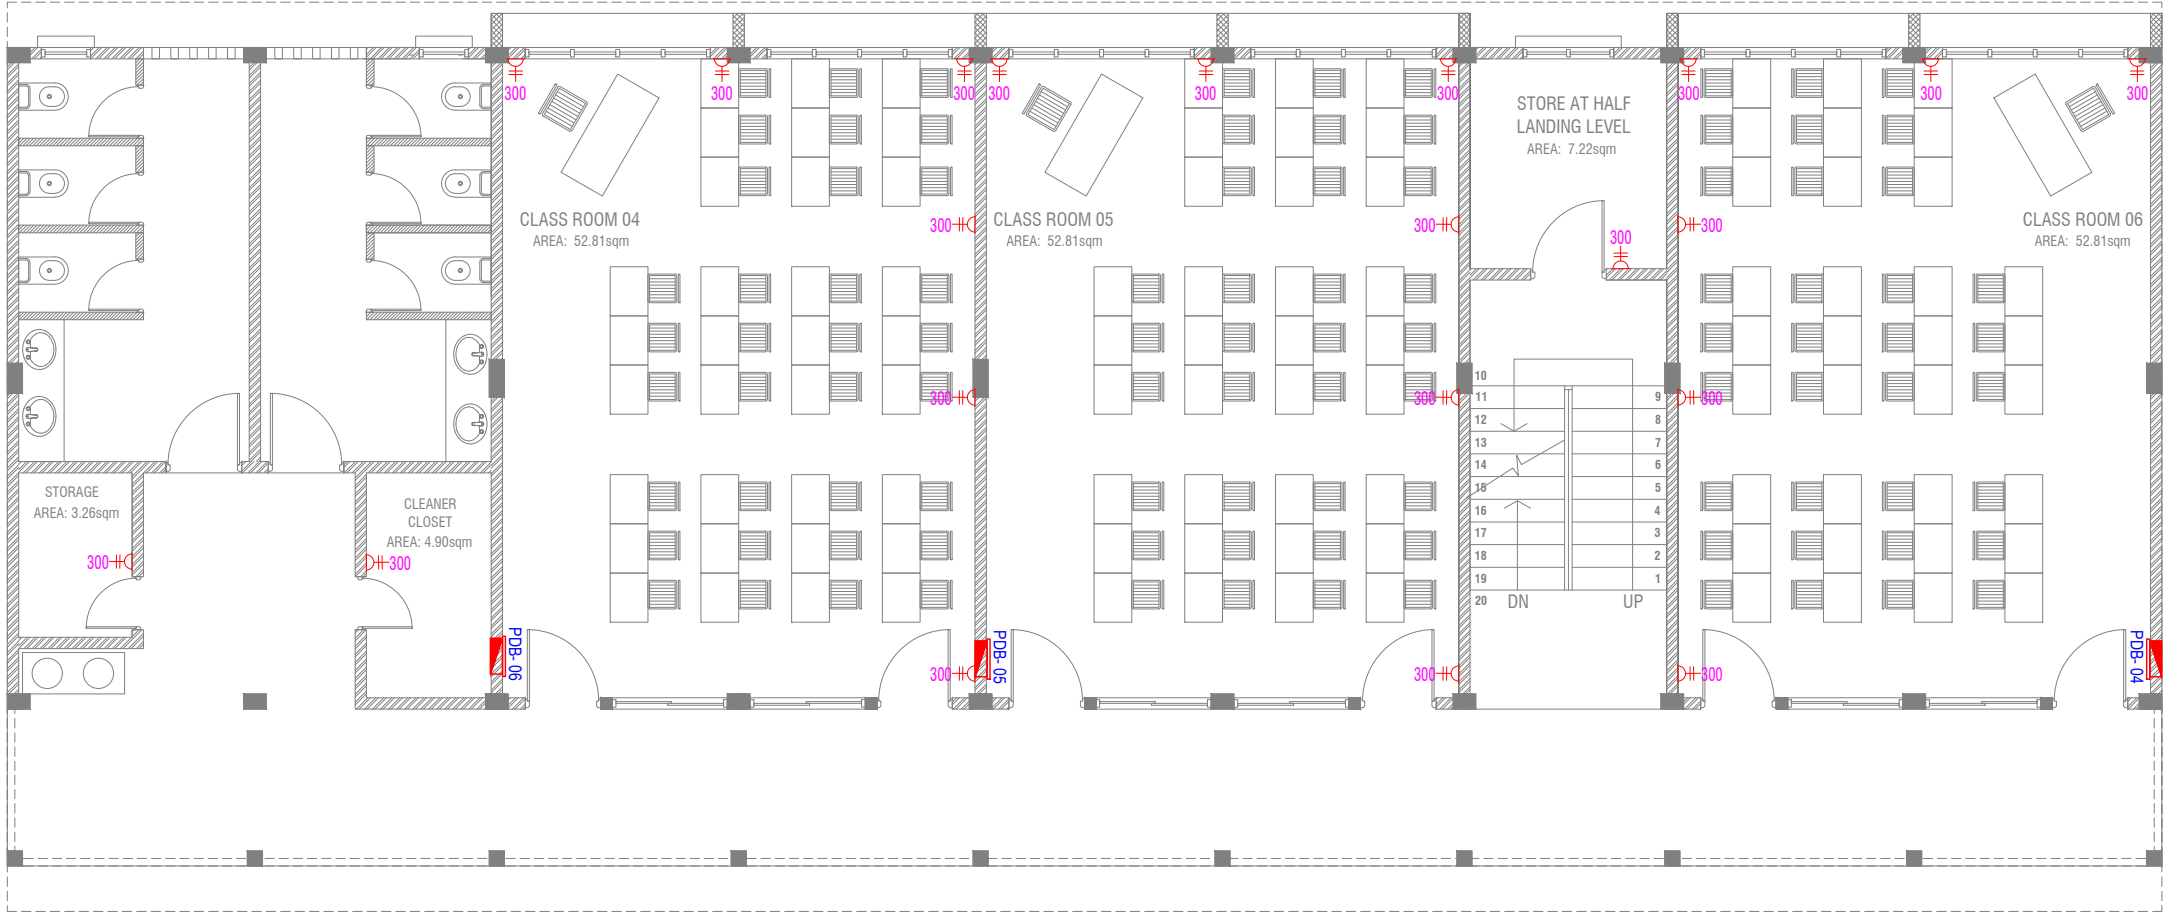 300
300
300
300
300
300
300
300
300
STORE AT HALF
LANDING LEVEL
AREA: 7.22sqm
CLASS ROOM 04
AREA: 52.81sqm
300
CLASS ROOM 05
AREA: 52.81sqm
300
300
300
CLASS ROOM 06
AREA: 52.81sqm
300
300
300
10
11
12
13
14
15
16
17
18
19
20
9
8
7
6
5
4
3
2
1
DN
UP
STORAGE
AREA: 3.26sqm
300
CLEANER
CLOSET
AREA: 4.90sqm
300
PDB- 06
300
PDB- 05
300
300
PDB- 04